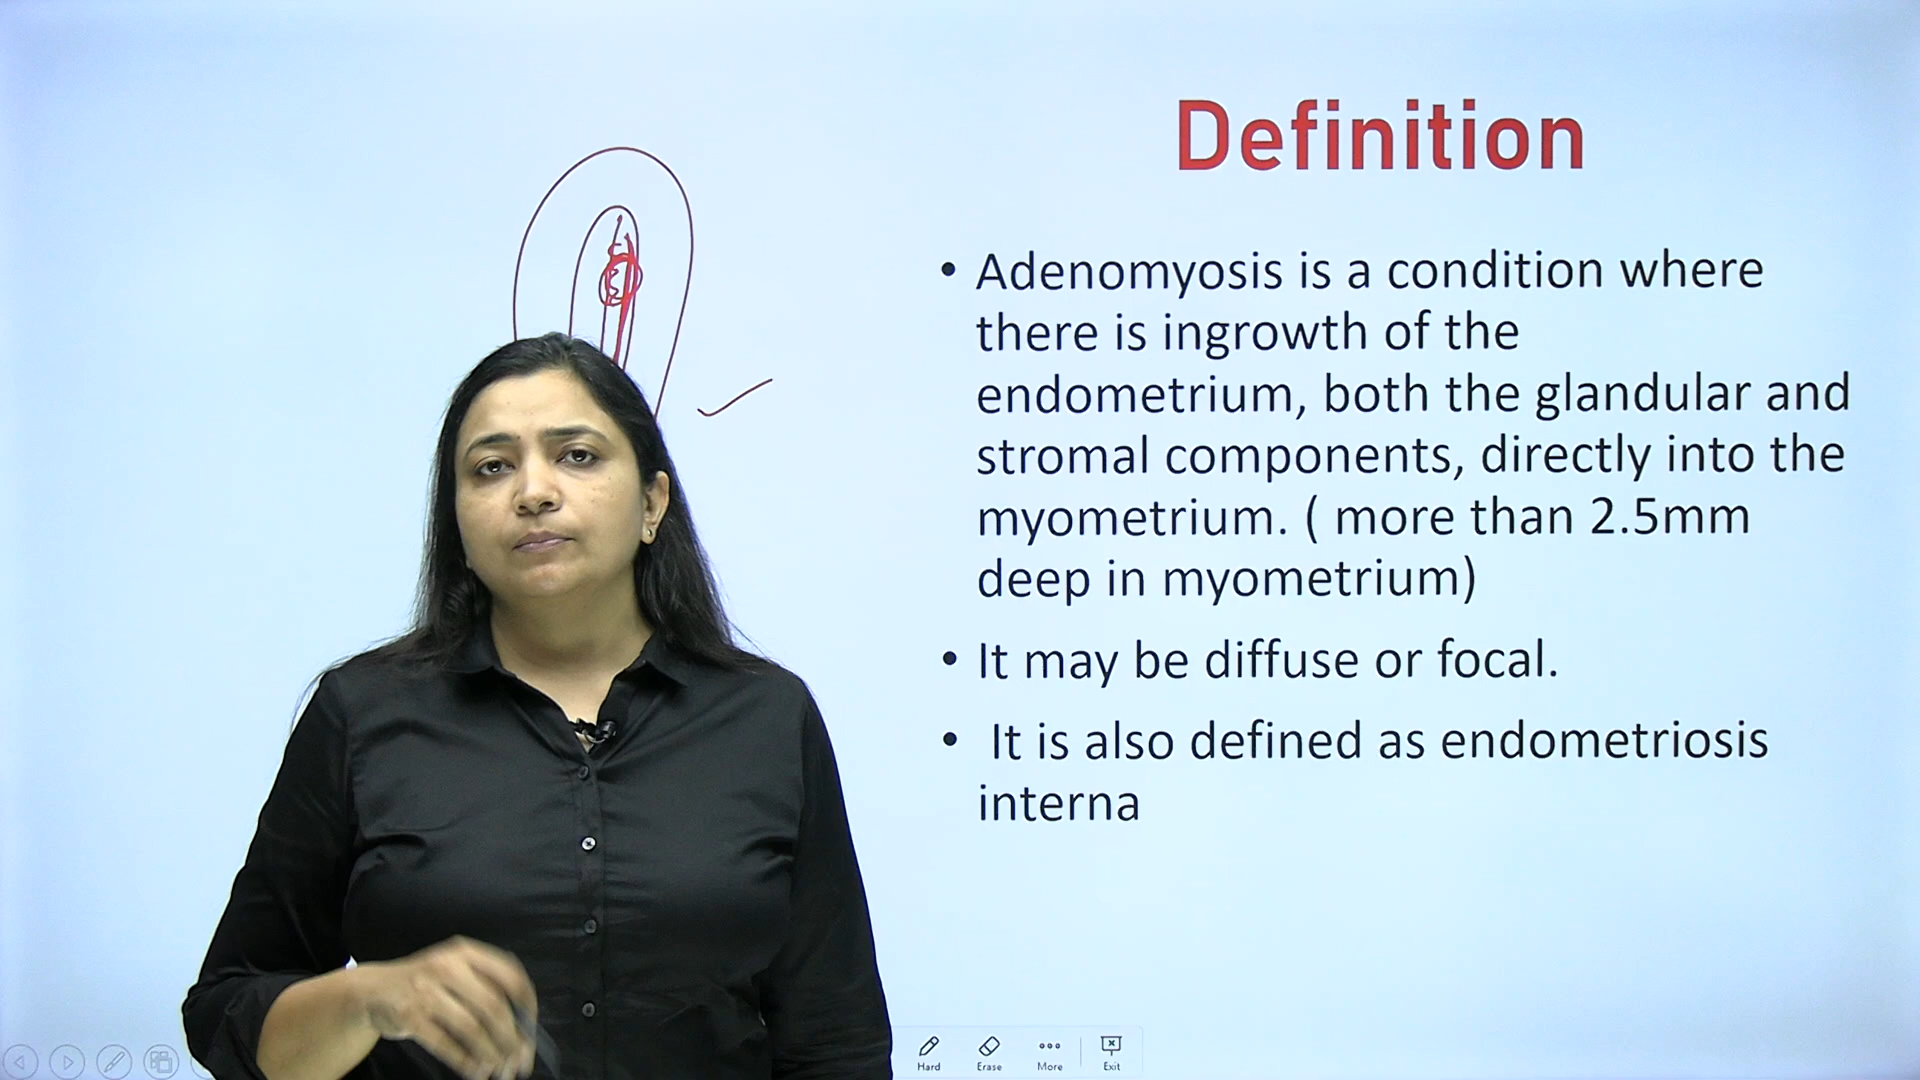 Definition
• Adenomyosis is a condition where
there is ingrowth of the
endometrium, both the glandular and
stromal components, directly into the
myometrium. ( more than 2.5mm
deep in myometrium)
• It may be diffuse or focal.
• It is also defined as endometriosis
interna
Hard Erase More Exit